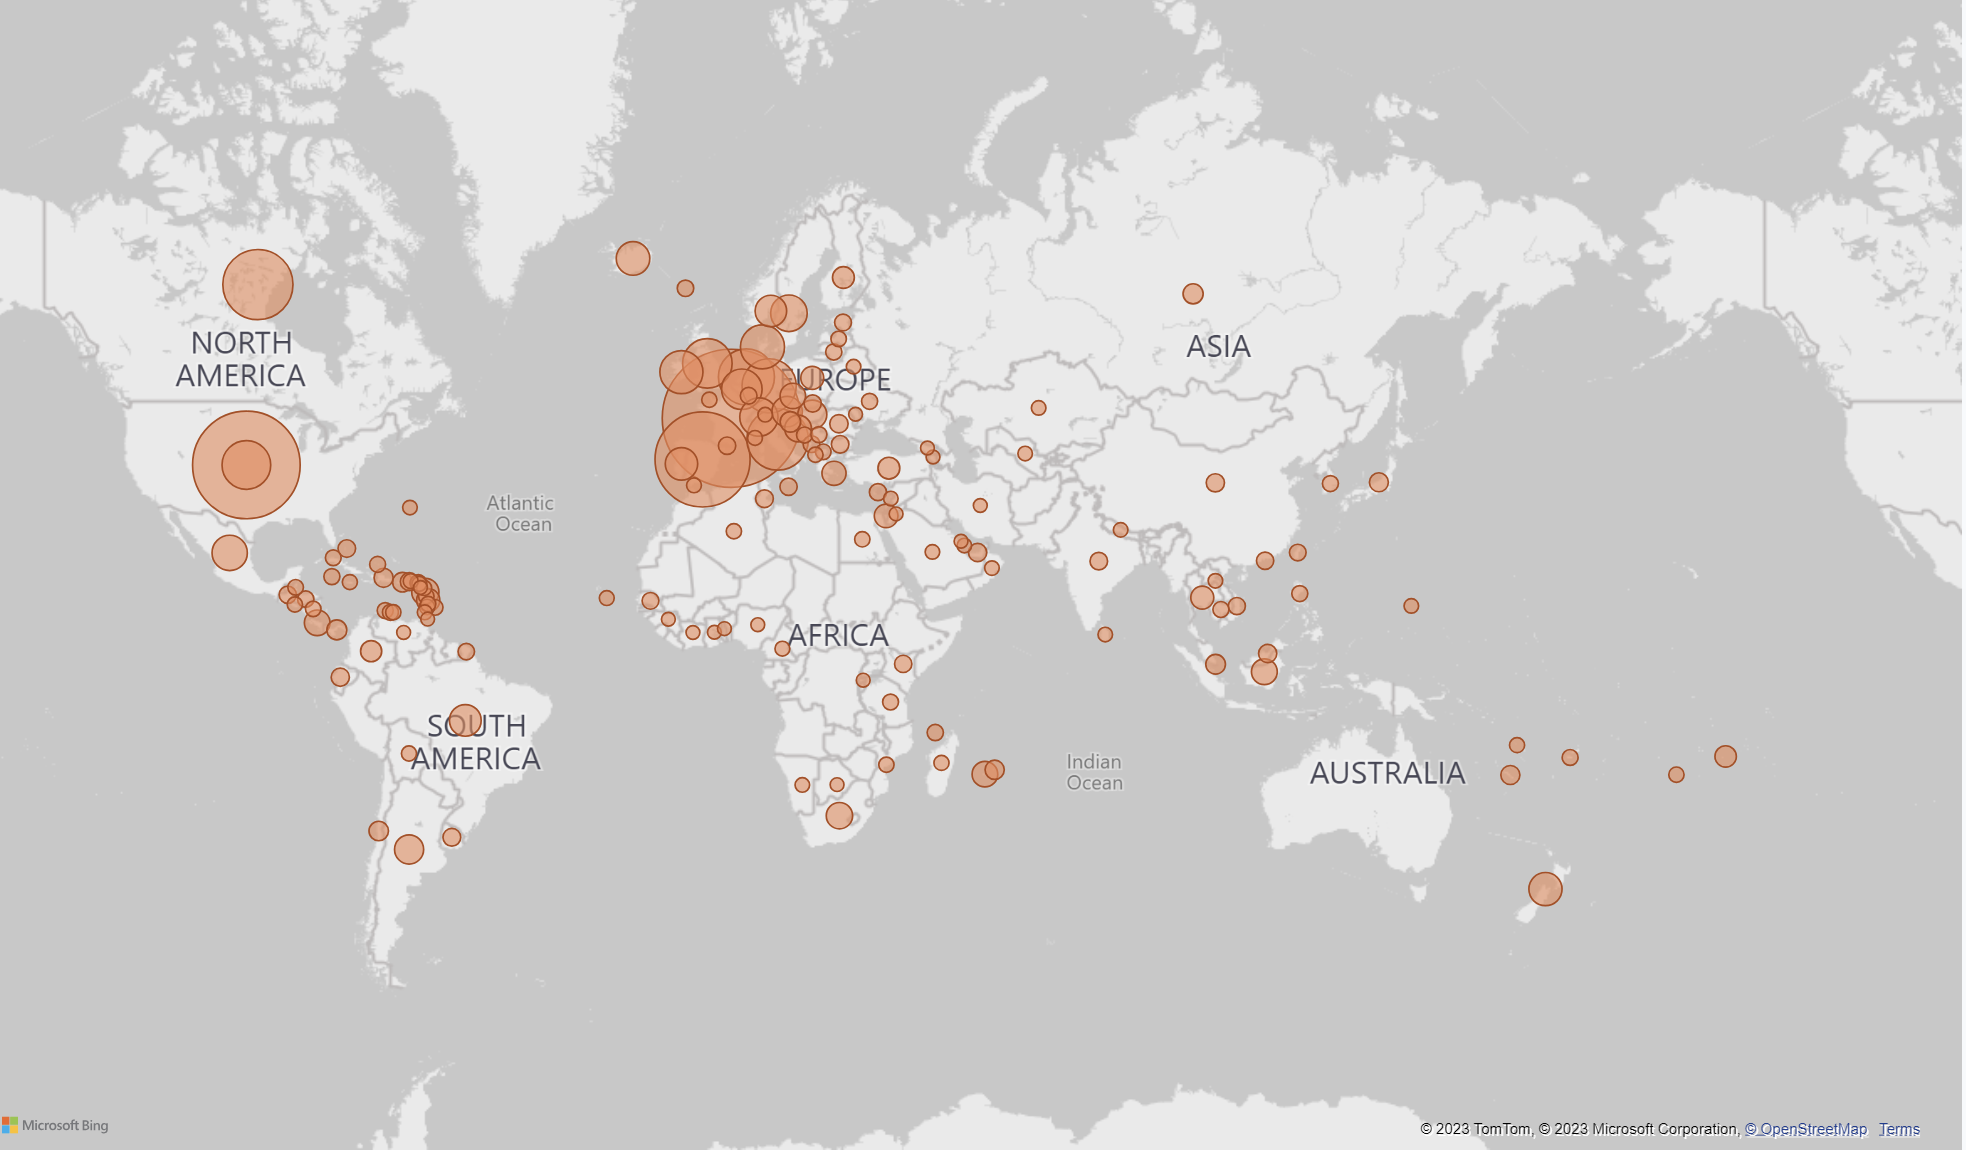 NORTH
AMERICA
Atlantic
Ocean
EUROPE
ASIA
AFRICA
SOUTH
AMERICA
Indian
Ocean
AUSTRALIA
Microsoft Bing
© 2023 TomTom, © 2023 Microsoft Corporation, © OpenStreetMap Terms